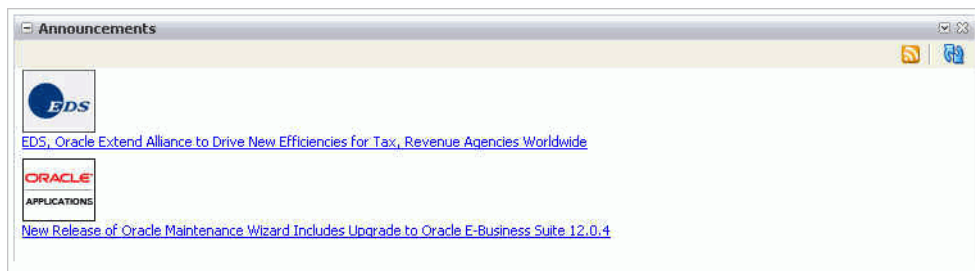 Announcements
EDS
EDS, Oracle Extend Alliance to Drive New Efficiencies for Tax, Revenue Agencies Worldwide
ORACLE
APPLICATIONS
New Release of Oracle Maintenance Wizard Includes Upgrade to Oracle E-Business Suite 12.0.4